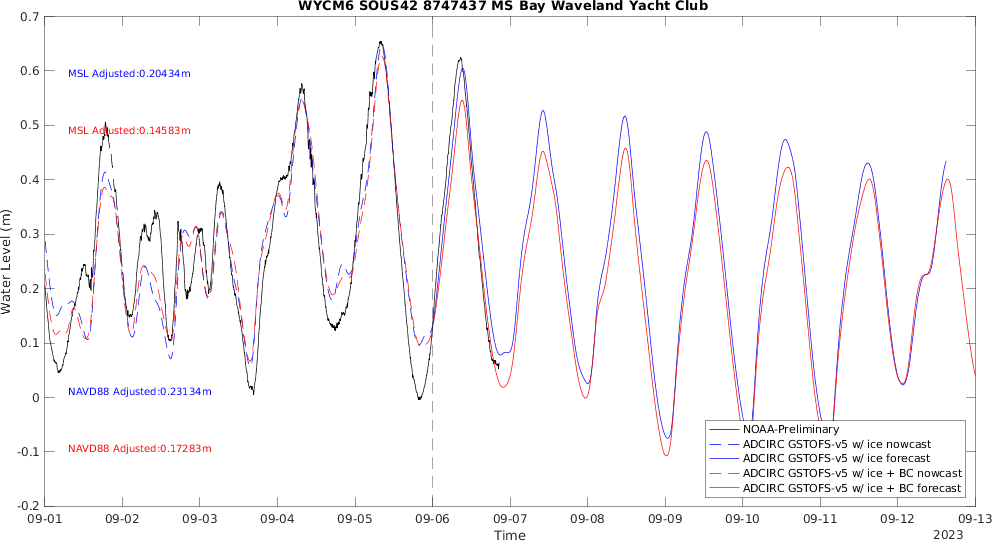 WYCM6 SOUS42 8747437 MS Bay Waveland Yacht Club
Water Level (m)
0.7
0.6
0.5
0.4
0.3
0.2
0.1
0
-0.1
-0.2
MSL Adjusted:0.20434m
MSL Adjusted:0.14583m
NAVD88 Adjusted:0.23134m
NAVD88 Adjusted:0.17283m
NOAA-Preliminary
ADCIRC GSTOFS-v5 w/ ice nowcast
ADCIRC GSTOFS-v5 w/ ice forecast
ADCIRC GSTOFS-v5 w/ ice + BC nowcast
ADCIRC GSTOFS-v5 w/ ice + BC forecast
09-01 09-02 09-03 09-04 09-05 09-06 09-07 09-08 09-09 09-10 09-11 09-12 09-13
Time
2023